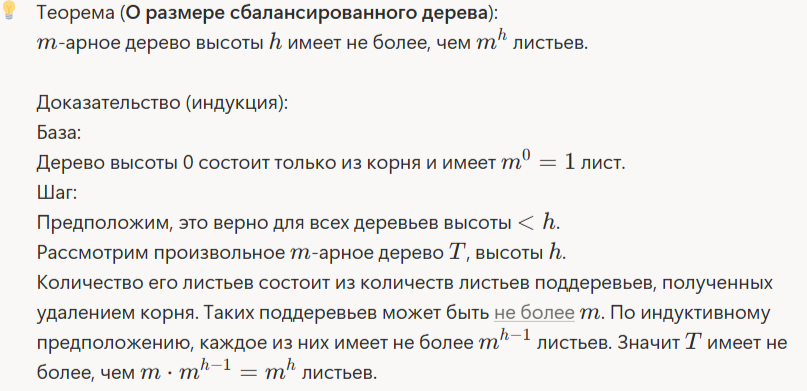 Теорема (О размере сбалансированного дерева):
m-арное дерево высоты h имеет не более, чем m^h листьев.
Доказательство (индукция):
База:
Дерево высоты 0 состоит только из корня и имеет m^0 = 1 лист.
Шаг:
Предположим, это верно для всех деревьев высоты < h.
Рассмотрим произвольное m-арное дерево T, высоты h.
Количество его листьев состоит из количеств листьев поддеревьев, полученных
удалением корня. Таких поддеревьев может быть не более m. По индуктивному
предположению, каждое из них имеет не более m^{h-1} листьев. Значит T имеет не
более, чем m · m^{h-1} = m^h листьев.